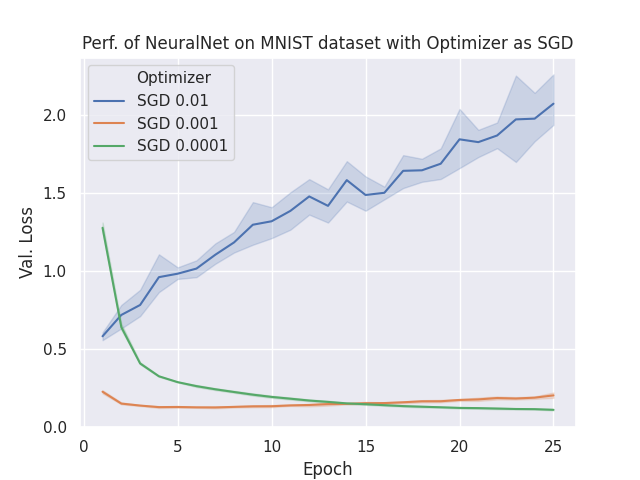 Perf. of NeuralNet on MNIST dataset with Optimizer as SGD
Optimizer
SGD 0.01
SGD 0.001
SGD 0.0001
Val. Loss
2.0
1.5
1.0
0.5
0.0
0 5 10 15 20 25
Epoch